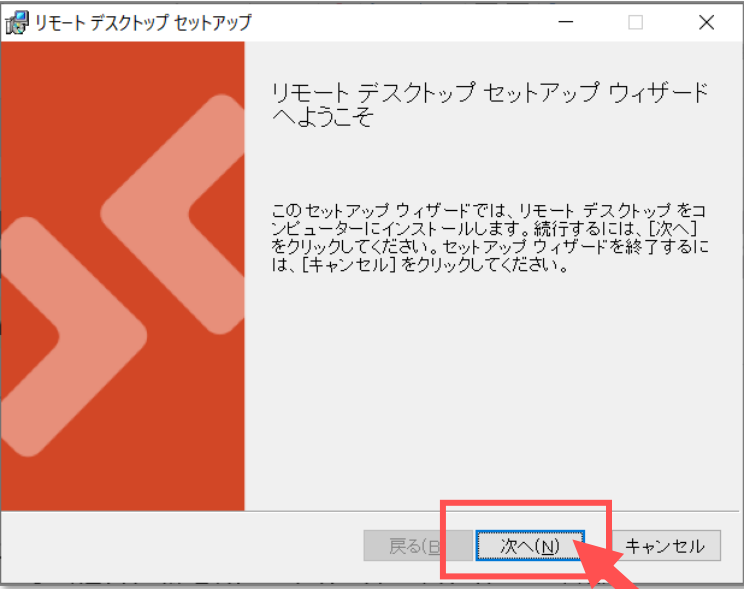 リモート デスクトップ セットアップ
リモート デスクトップ セットアップ ウィザード
へようこそ
このセットアップ ウィザードでは、リモート デスクトップ をコ
ンピューターにインストールします。続行するには、[次へ]
をクリックしてください。セットアップ ウィザードを終了するに
は、[キャンセル] をクリックしてください。
戻る(B 次へ(N) キャンセル